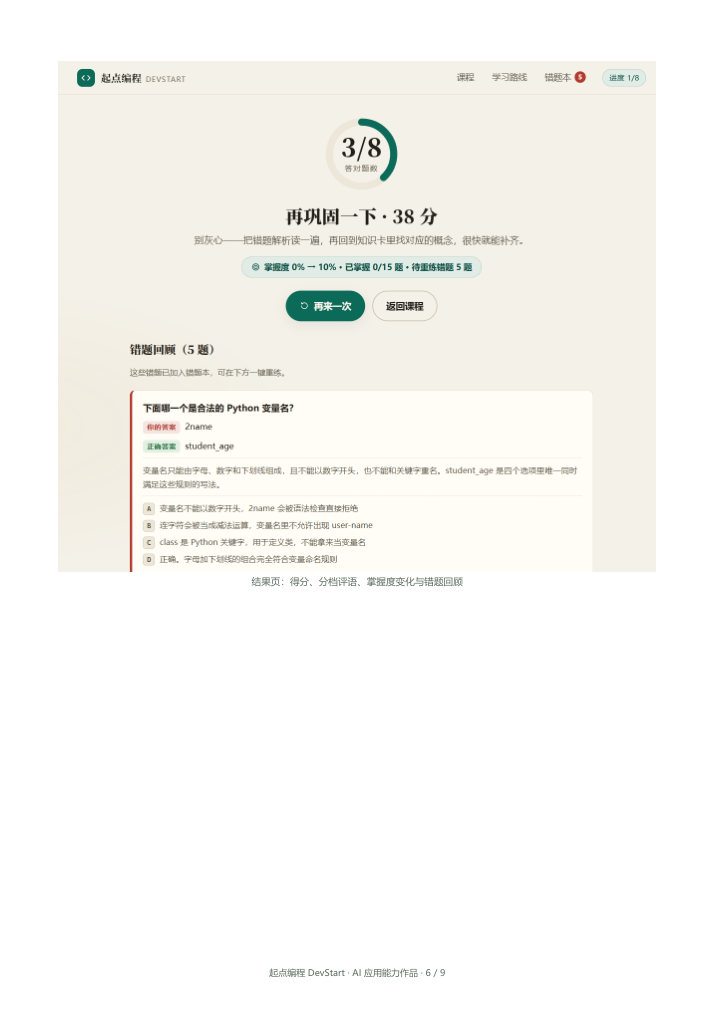 起点编程 DEVSTART
课程 学习路线 错题本 5 进度 1/8
3/8
答对题数
再巩固一下 · 38 分
别灰心——把错题解析读一遍，再回到知识卡里找对应的概念，很快就能补齐。
掌握度 0% → 10% • 已掌握 0/15 题 • 待重练错题 5 题
再来一次 返回课程
错题回顾（5 题）
这些错题已加入错题本，可在下方一键重练。
下面哪一个是合法的 Python 变量名？
你的答案 2name
正确答案 student_age
变量名只能由字母、数字和下划线组成，且不能以数字开头，也不能和关键字重名。student_age 是四个选项里唯一同时
满足这些规则的写法。
A 变量名不能以数字开头，2name 会被语法检查直接拒绝
B 连字符会被当成减法运算，变量名里不允许出现 user-name
C class 是 Python 关键字，用于定义类，不能拿来当变量名
D 正确。字母加下划线的组合完全符合变量命名规则
结果页：得分、分档评语、掌握度变化与错题回顾
起点编程 DevStart · AI 应用能力作品 · 6 / 9